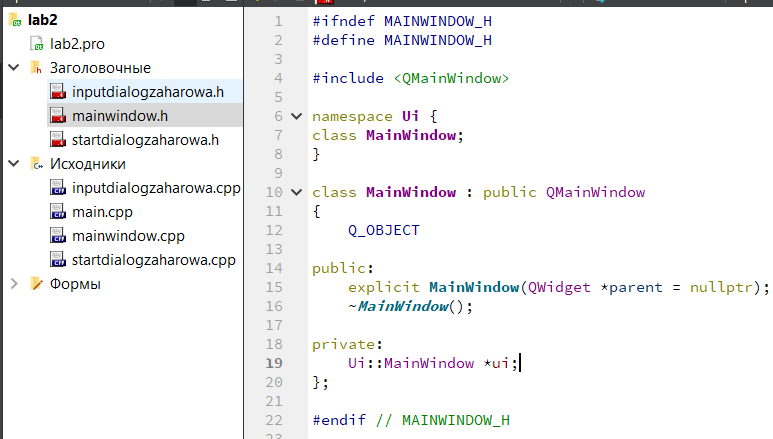 lab2
lab2.pro
Заголовочные
inputdialogzaharowa.h
mainwindow.h
startdialogzaharowa.h
Исходники
inputdialogzaharowa.cpp
main.cpp
mainwindow.cpp
startdialogzaharowa.cpp
Формы
1 #ifndef MAINWINDOW_H
2 #define MAINWINDOW_H
3
4 #include <QMainWindow>
5
6 namespace Ui {
7 class MainWindow;
8 }
9
10 class MainWindow : public QMainWindow
11 {
12     Q_OBJECT
13
14 public:
15     explicit MainWindow(QWidget *parent = nullptr);
16     ~MainWindow();
17
18 private:
19     Ui::MainWindow *ui;
20 };
21
22 #endif // MAINWINDOW_H